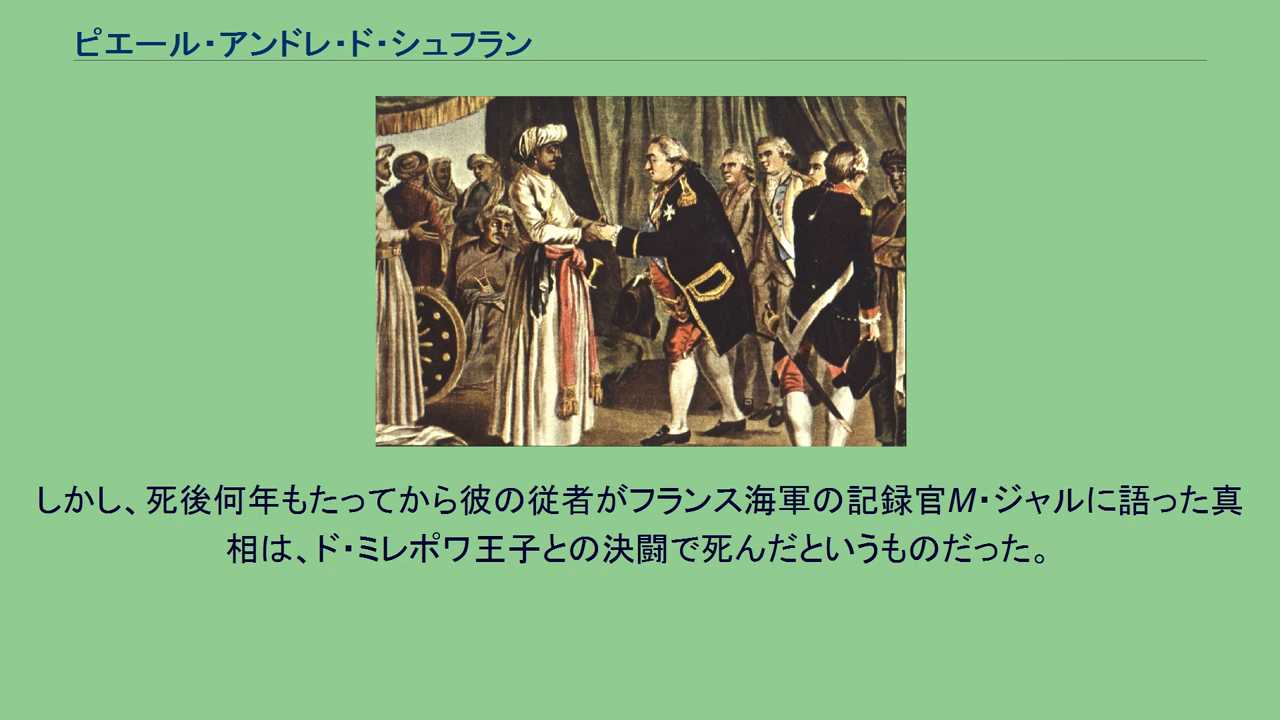 ピエール・アンドレ・ド・シュフラン
しかし、死後何年もたってから彼の従者がフランス海軍の記録官M・ジャルに語った真
相は、ド・ミレポワ王子との決闘で死んだというものだった。